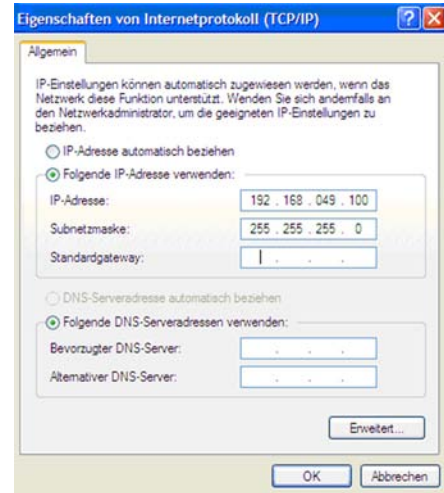 Eigenschaften von Internetprotokoll (TCP/IP)
Allgemein
IP-Einstellungen können automatisch zugewiesen werden, wenn das
Netzwerk diese Funktion unterstützt. Wenden Sie sich andernfalls an
den Netzwerkadministrator, um die geeigneten IP-Einstellungen zu
beziehen.
IP-Adresse automatisch beziehen
Folgende IP-Adresse verwenden:
IP-Adresse: 192 . 168 . 049 . 100
Subnetzmaske: 255 . 255 . 255 . 0
Standardgateway: . . .
DNS-Serveradresse automatisch beziehen
Folgende DNS-Serveradressen verwenden:
Bevorzugter DNS-Server: . . .
Alternativer DNS-Server: . . .
Erweitert...
OK Abbrechen